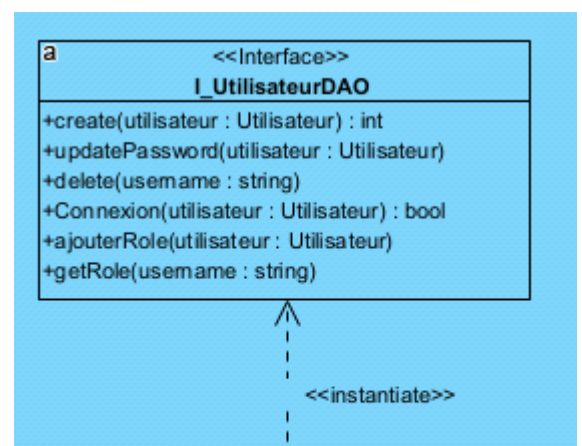 a
<<Interface>>
I_UtilisateurDAO
+create(utilisateur : Utilisateur) : int
+updatePassword(utilisateur : Utilisateur)
+delete(username : string)
+Connexion(utilisateur : Utilisateur) : bool
+ajouterRole(utilisateur : Utilisateur)
+getRole(username : string)
<<instantiate>>